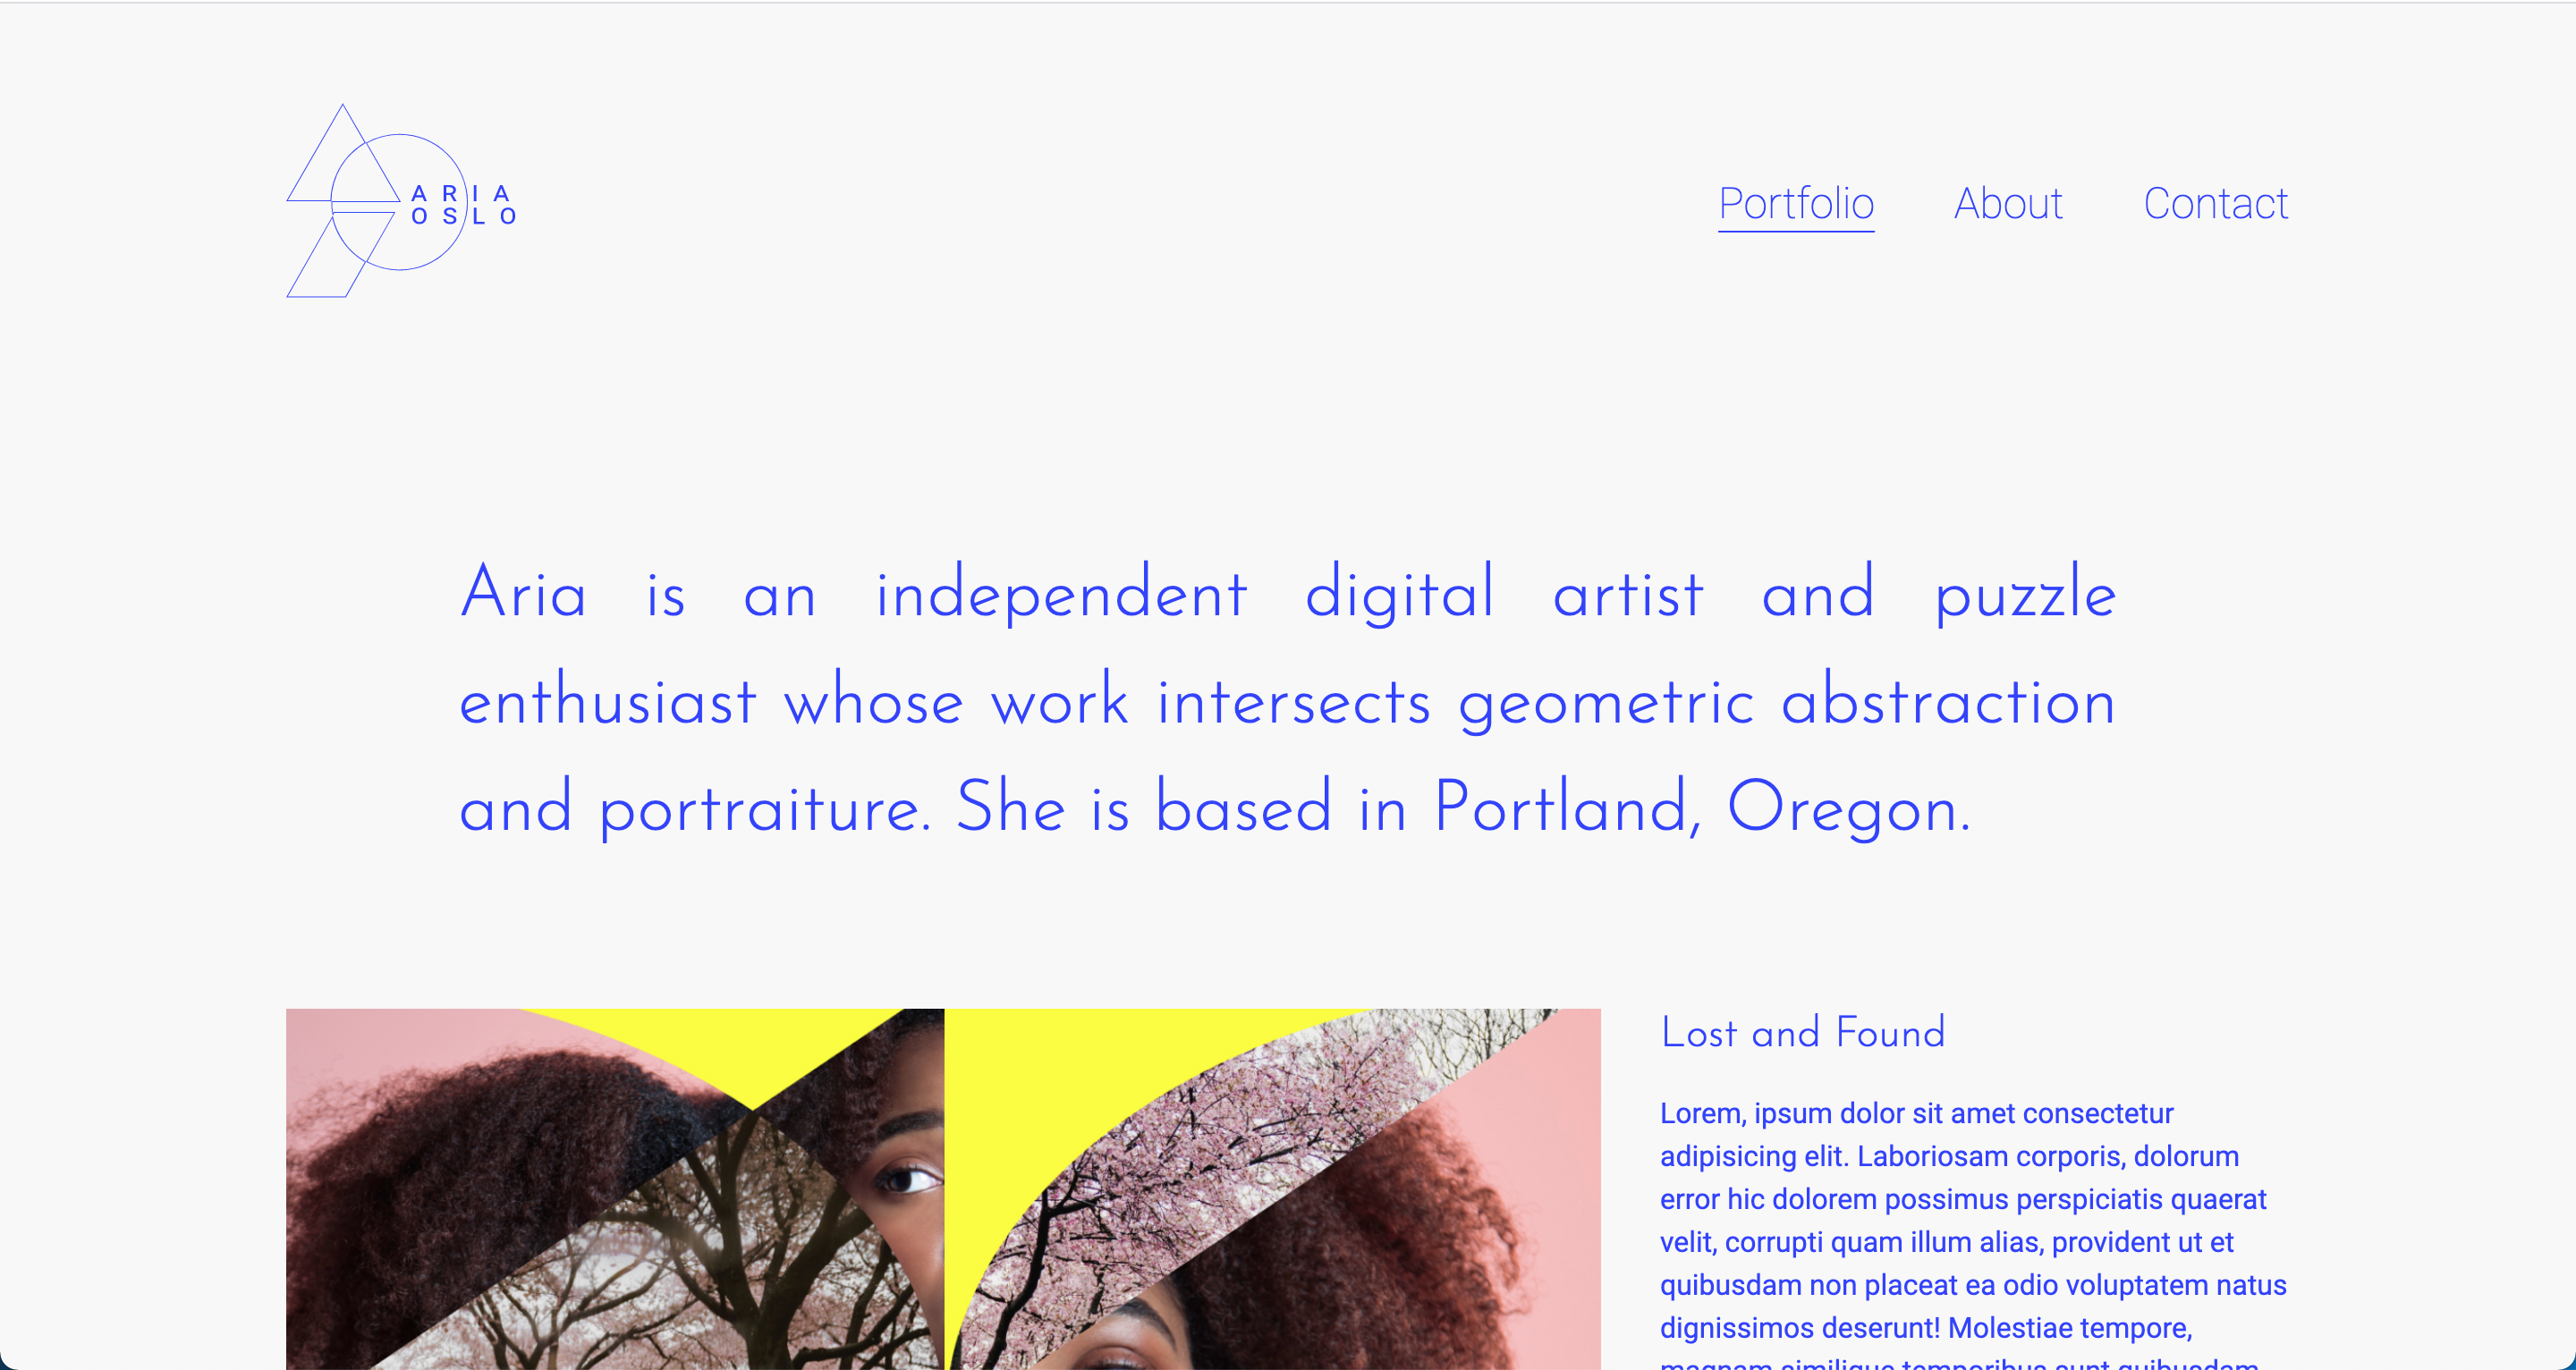 ARIA
OSLO
Portfolio About Contact
Aria is an independent digital artist and puzzle
enthusiast whose work intersects geometric abstraction
and portraiture. She is based in Portland, Oregon.
Lost and Found
Lorem, ipsum dolor sit amet consectetur
adipisicing elit. Laboriosam corporis, dolorum
error hic dolorem possimus perspiciatis quaerat
velit, corrupti quam illum alias, provident ut et
quibusdam non placeat ea odio voluptatem natus
dignissimos deserunt! Molestiae tempore,